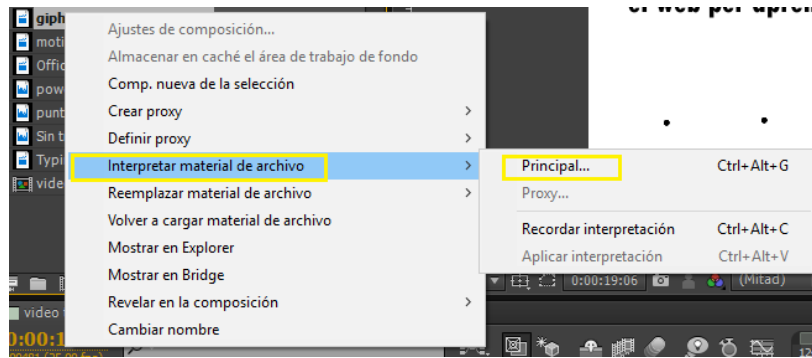 giph
moti
Offic
pow
punt
Sin t
Typi
vide
Ajustes de composición...
Almacenar en caché el área de trabajo de fondo
Comp. nueva de la selección
Crear proxy
Definir proxy
Interpretar material de archivo
Reemplazar material de archivo
Volver a cargar material de archivo
Mostrar en Explorer
Mostrar en Bridge
Revelar en la composición
Cambiar nombre
Principal... Ctrl+Alt+G
Proxy...
Recordar interpretación Ctrl+Alt+C
Aplicar interpretación Ctrl+Alt+V
0:00:19:06 (Mitad)
video
0:00:1